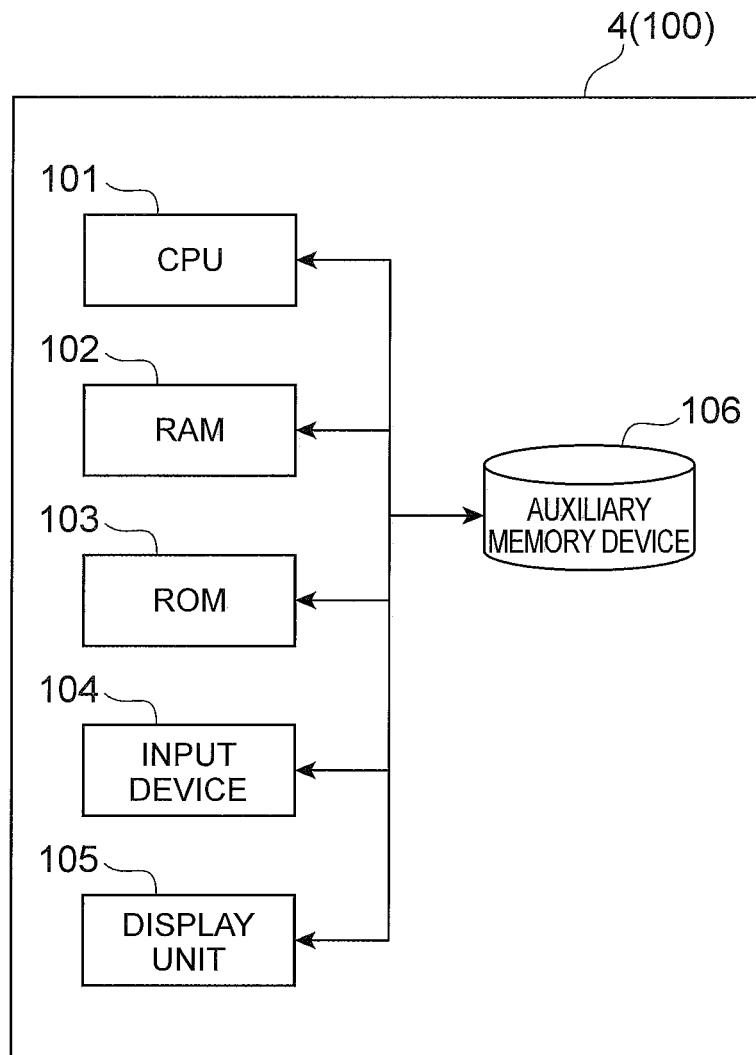 4(100)
101
CPU
102
RAM
106
AUXILIARY
MEMORY DEVICE
103
ROM
104
INPUT
DEVICE
105
DISPLAY
UNIT